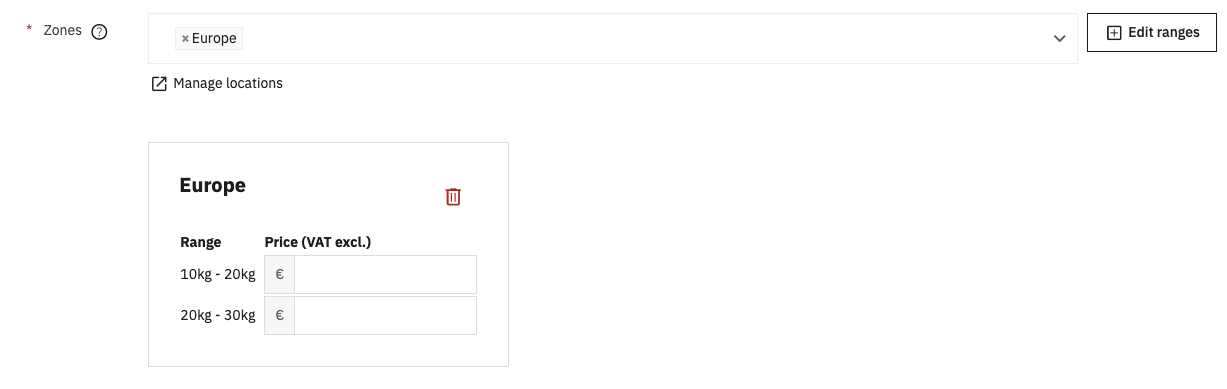 * Zones ?
× Europe
Edit ranges
Manage locations
Europe
Range Price (VAT excl.)
10kg - 20kg €
20kg - 30kg €